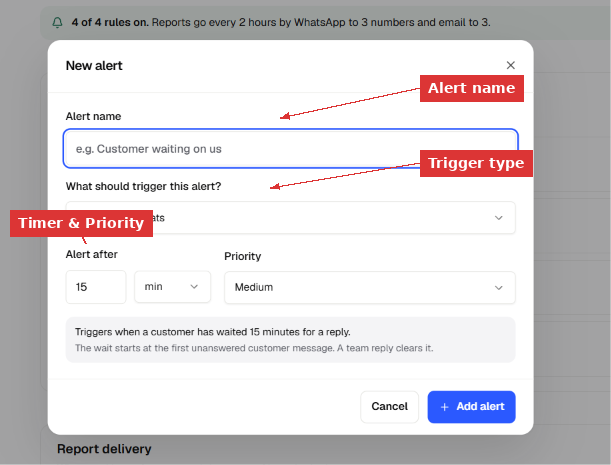 4 of 4 rules on. Reports go every 2 hours by WhatsApp to 3 numbers and email to 3.
New alert
Alert name
Alert name
e.g. Customer waiting on us
Trigger type
What should trigger this alert?
Timer & Priority
Alert after
Priority
15
min
Medium
Triggers when a customer has waited 15 minutes for a reply.
The wait starts at the first unanswered customer message. A team reply clears it.
Cancel
+ Add alert
Report delivery